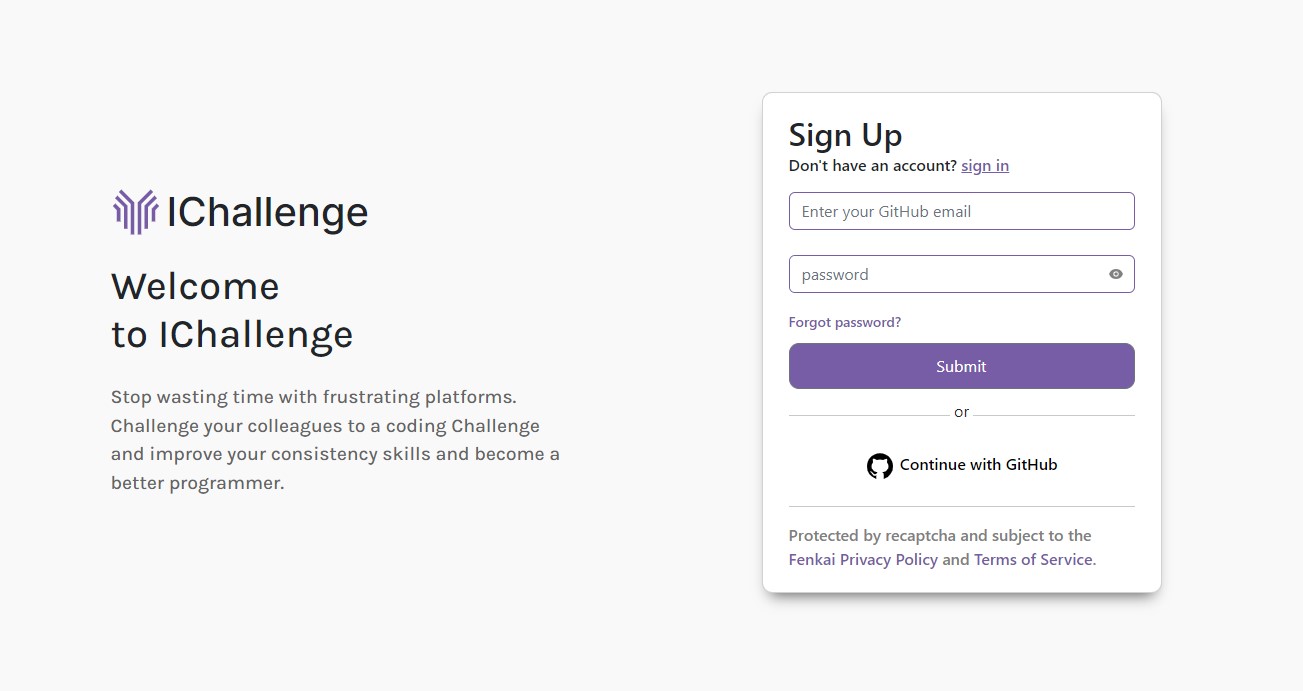 IChallenge
Welcome
to IChallenge
Stop wasting time with frustrating platforms.
Challenge your colleagues to a coding Challenge
and improve your consistency skills and become a
better programmer.
Sign Up
Don't have an account? sign in
Enter your GitHub email
password
Forgot password?
Submit
or
Continue with GitHub
Protected by recaptcha and subject to the
Fenkai Privacy Policy and Terms of Service.